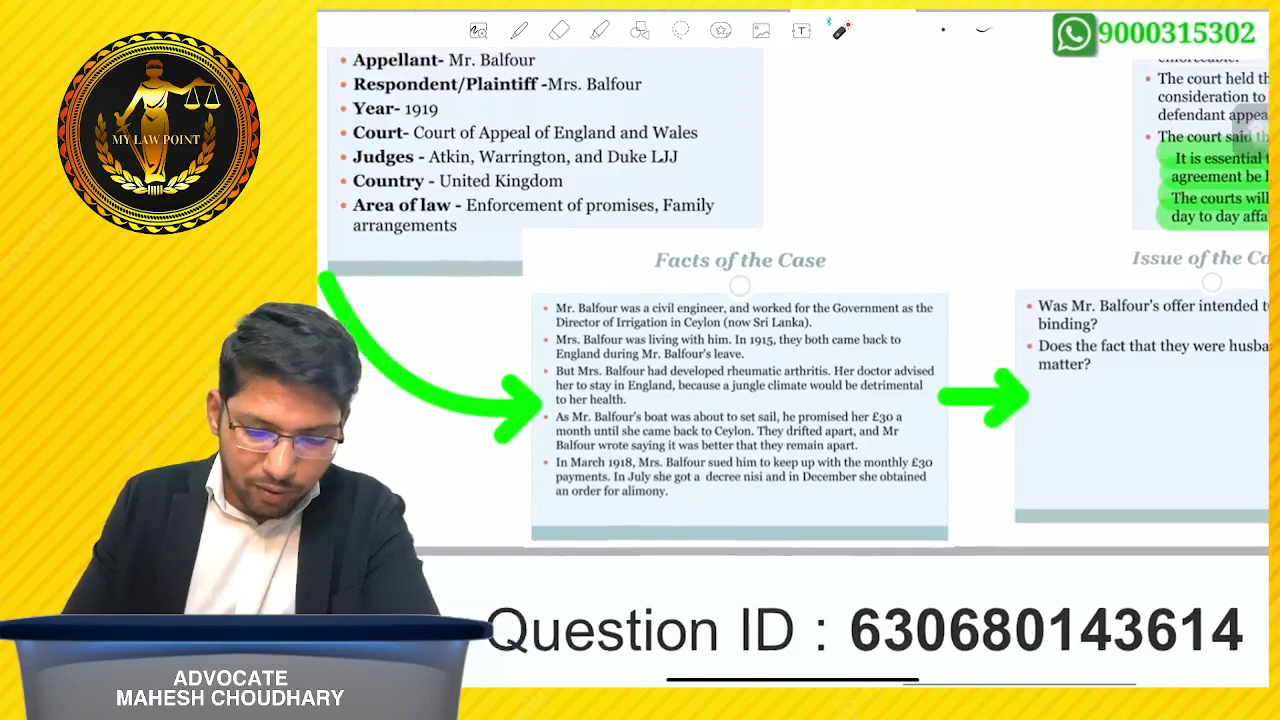 MY LAW POINT
9000315302
• Appellant- Mr. Balfour
• Respondent/Plaintiff -Mrs. Balfour
• Year- 1919
• Court- Court of Appeal of England and Wales
• Judges - Atkin, Warrington, and Duke LJJ
• Country - United Kingdom
• Area of law - Enforcement of promises, Family
arrangements
• The court held th
consideration to
defendant appea
• The court said th
It is essential
agreement be
The courts will
day to day affa
Facts of the Case
• Mr. Balfour was a civil engineer, and worked for the Government as the
Director of Irrigation in Ceylon (now Sri Lanka).
• Mrs. Balfour was living with him. In 1915, they both came back to
England during Mr. Balfour's leave.
• But Mrs. Balfour had developed rheumatic arthritis. Her doctor advised
her to stay in England, because a jungle climate would be detrimental
to her health.
• As Mr. Balfour's boat was about to set sail, he promised her £30 a
month until she came back to Ceylon. They drifted apart, and Mr
Balfour wrote saying it was better that they remain apart.
• In March 1918, Mrs. Balfour sued him to keep up with the monthly £30
payments. In July she got a decree nisi and in December she obtained
an order for alimony.
Issue of the Ca
• Was Mr. Balfour's offer intended t
binding?
• Does the fact that they were husba
matter?
Question ID : 630680143614
ADVOCATE
MAHESH CHOUDHARY